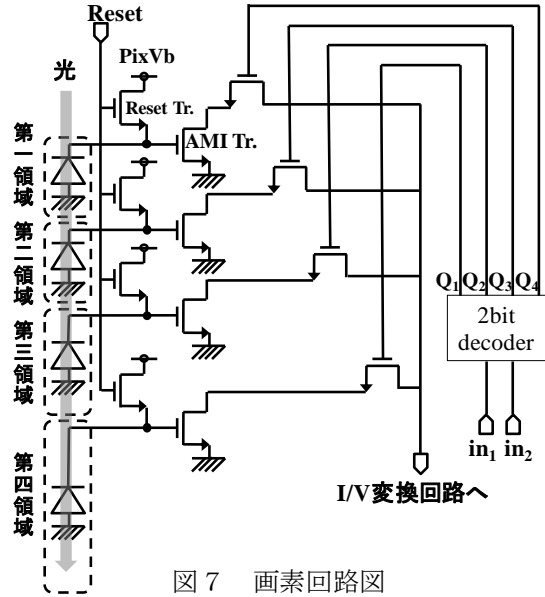 Reset
PixVb
光
Reset Tr.
AMI Tr.
第一領域
第二領域
第三領域
第四領域
Q1 Q2 Q3 Q4
2bit
decoder
in1 in2
I/V変換回路へ
図7 画素回路図